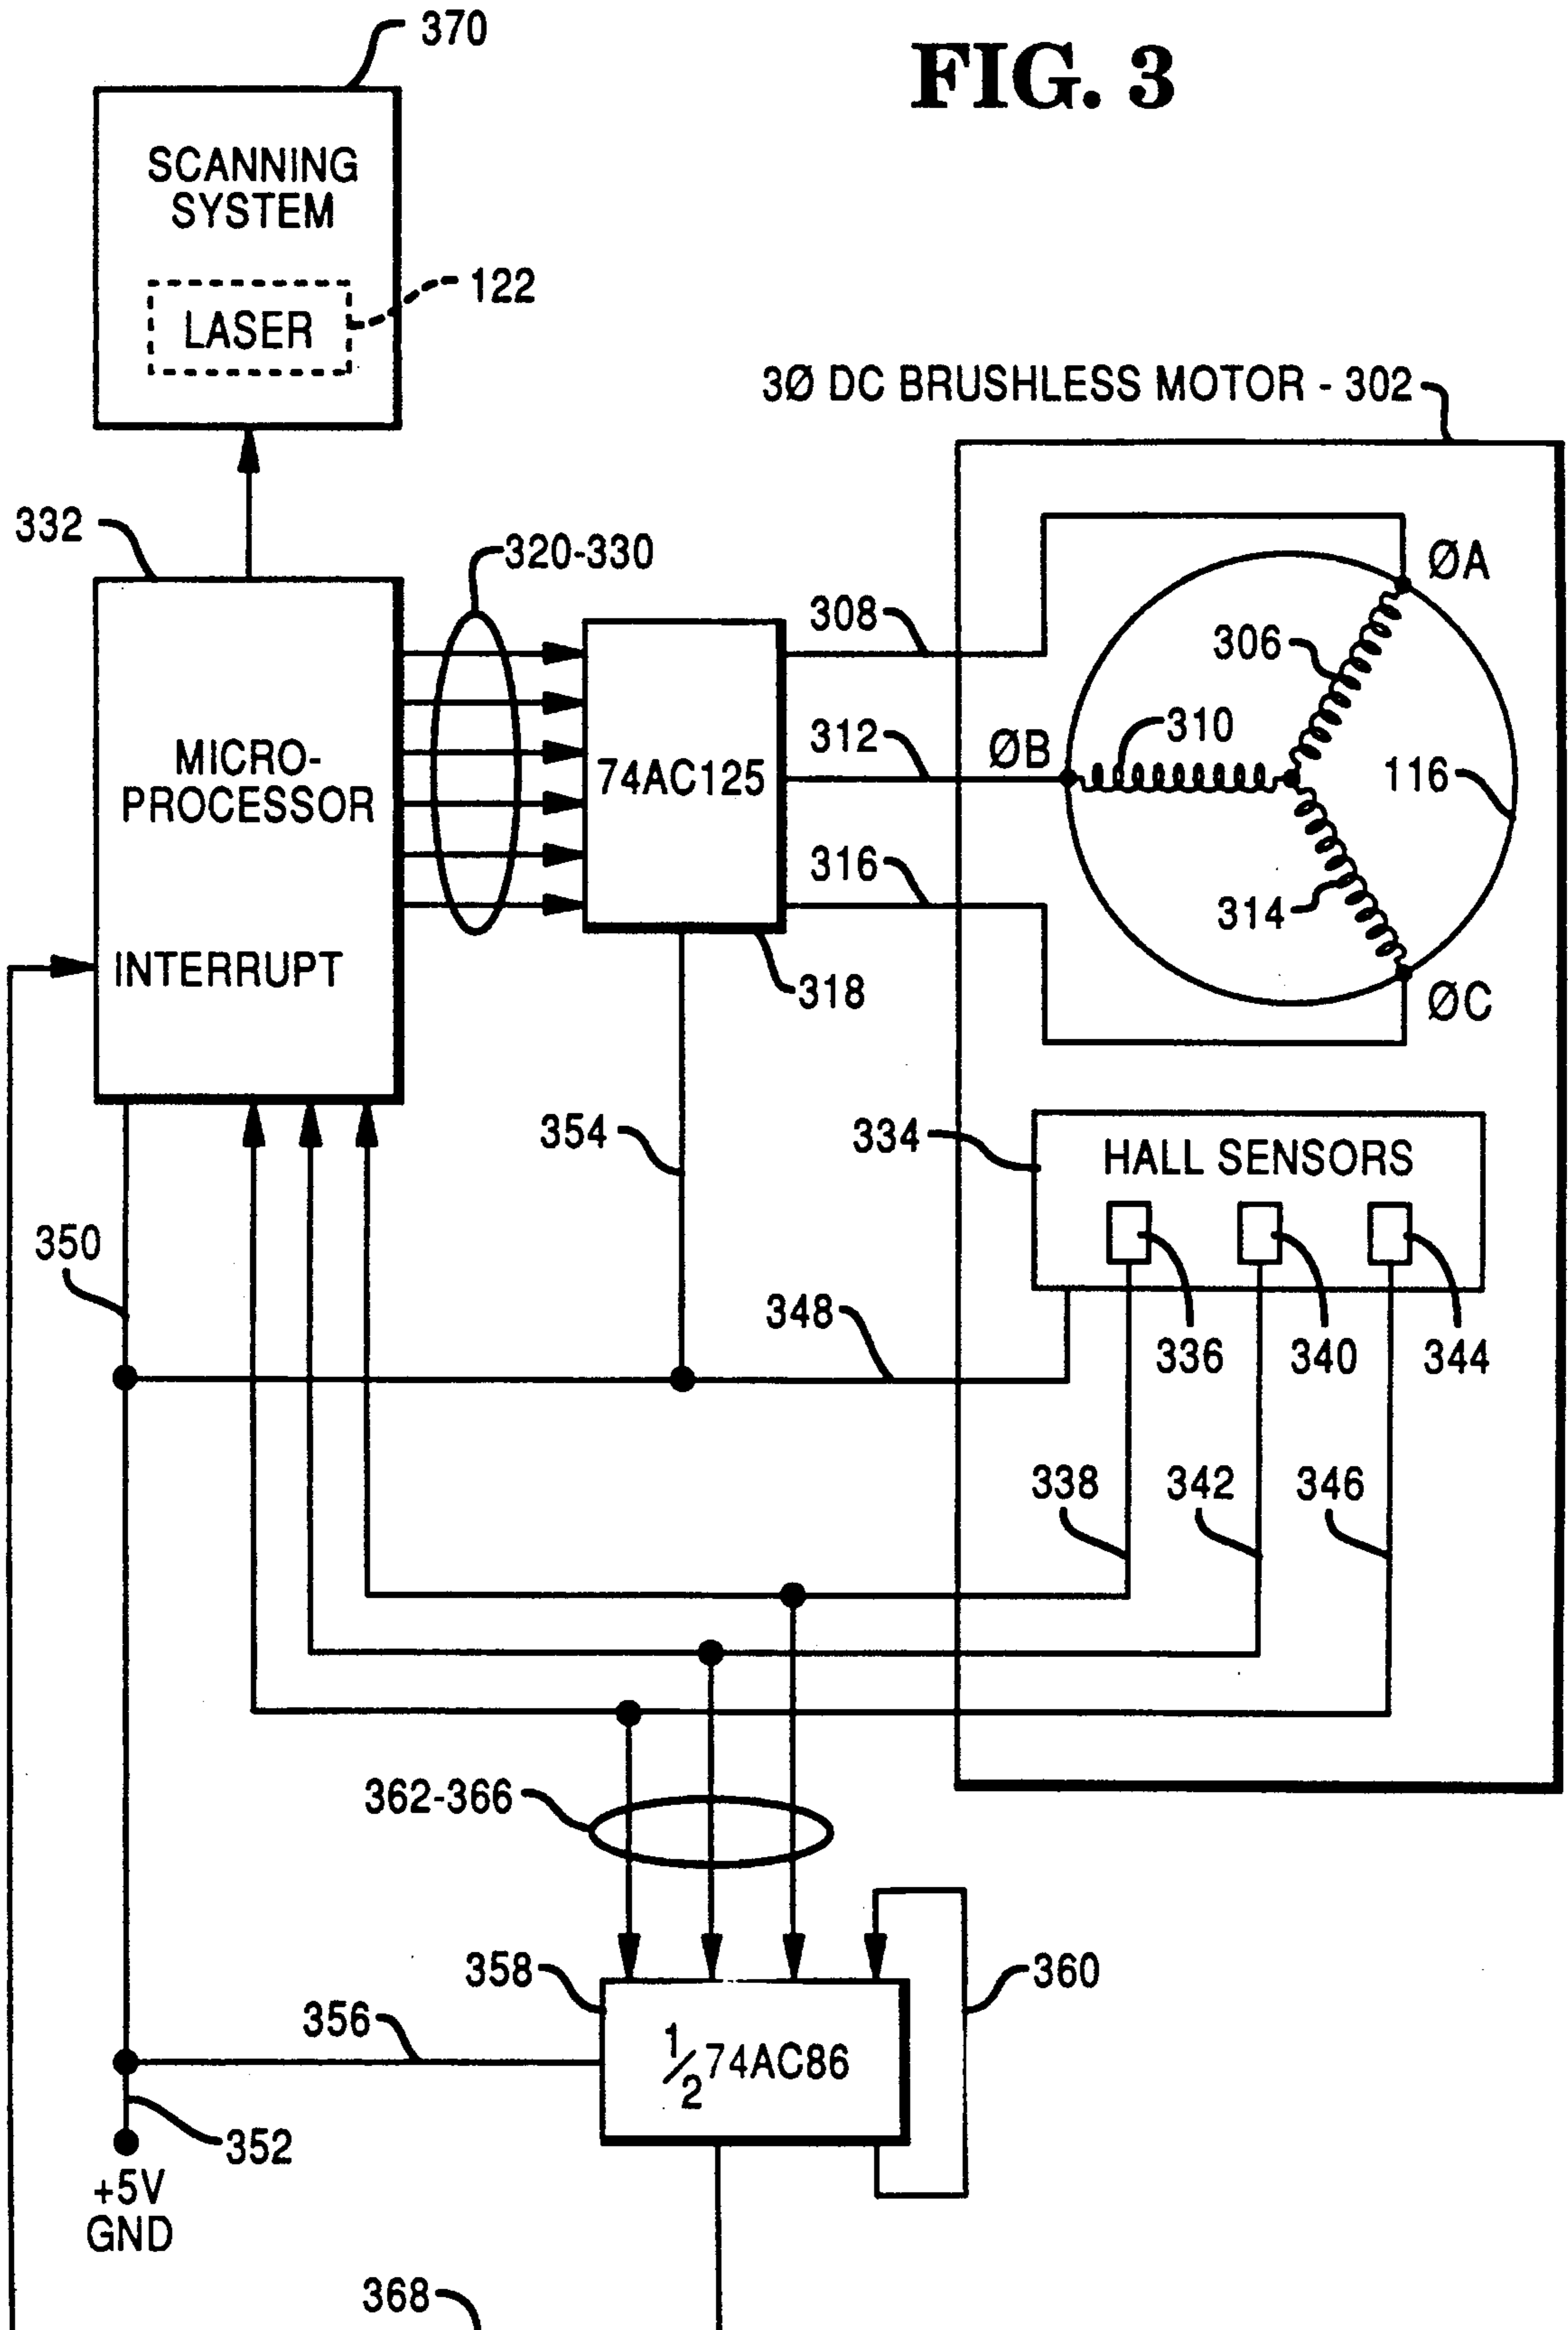 370
FIG. 3
SCANNING
SYSTEM
122
LASER
3Ø DC BRUSHLESS MOTOR - 302
332
320-330
ØA
308
306
MICRO-
PROCESSOR
74AC125
312
ØB
310
116
316
314
INTERRUPT
318
ØC
354
334
HALL SENSORS
350
348
336
340
344
338
342
346
362-366
358
360
356
1/2 74AC86
352
+5V
GND
368